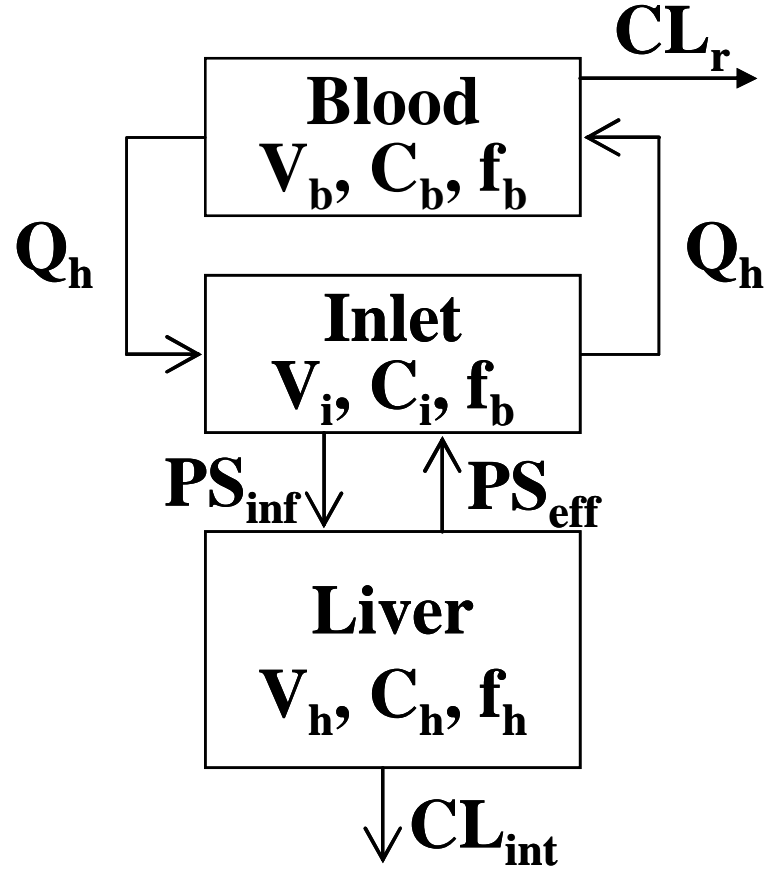 CLr
Blood
Vb, Cb, fb
Qh
Qh
Inlet
Vi, Ci, fb
PSinf
PSeff
Liver
Vh, Ch, fh
CLint